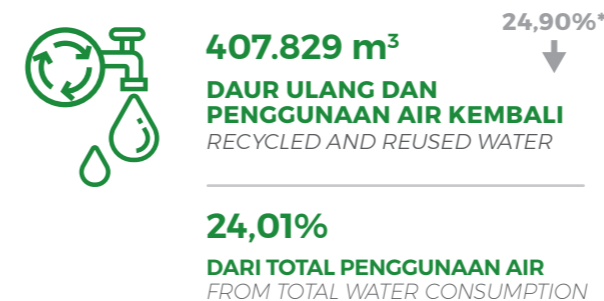 24,90%*
407.829 m³
DAUR ULANG DAN
PENGGUNAAN AIR KEMBALI
RECYCLED AND REUSED WATER
24,01%
DARI TOTAL PENGGUNAAN AIR
FROM TOTAL WATER CONSUMPTION